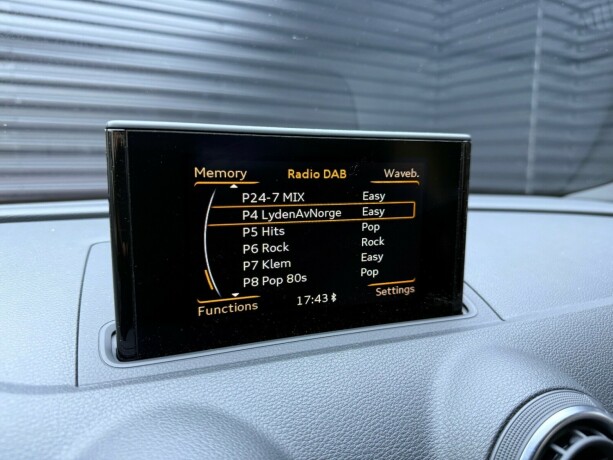 Memory Radio DAB Waveb.
P24-7 MIX Easy
P4 LydenAvNorge Easy
P5 Hits Pop
P6 Rock Rock
P7 Klem Easy
P8 Pop 80s Pop
Functions 17:43 Settings